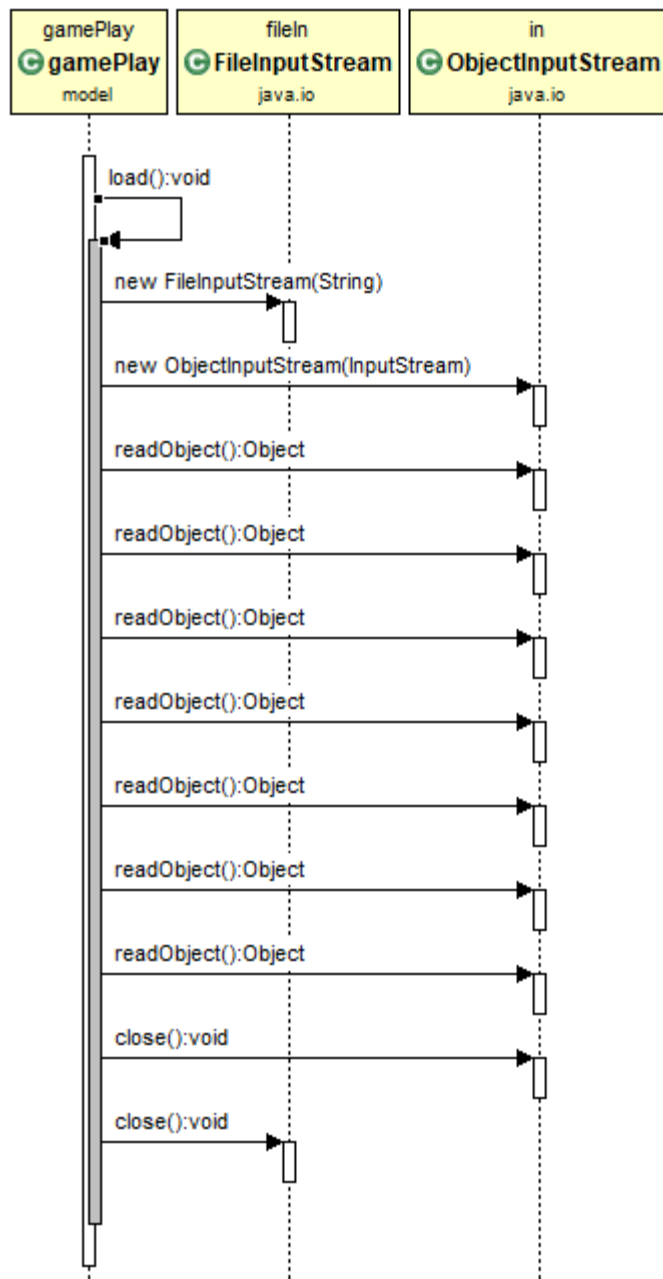 gamePlay
fileIn
in
C gamePlay
C FileInputStream
C ObjectInputStream
model
java.io
java.io
load():void
new FileInputStream(String)
new ObjectInputStream(InputStream)
readObject():Object
readObject():Object
readObject():Object
readObject():Object
readObject():Object
readObject():Object
readObject():Object
close():void
close():void